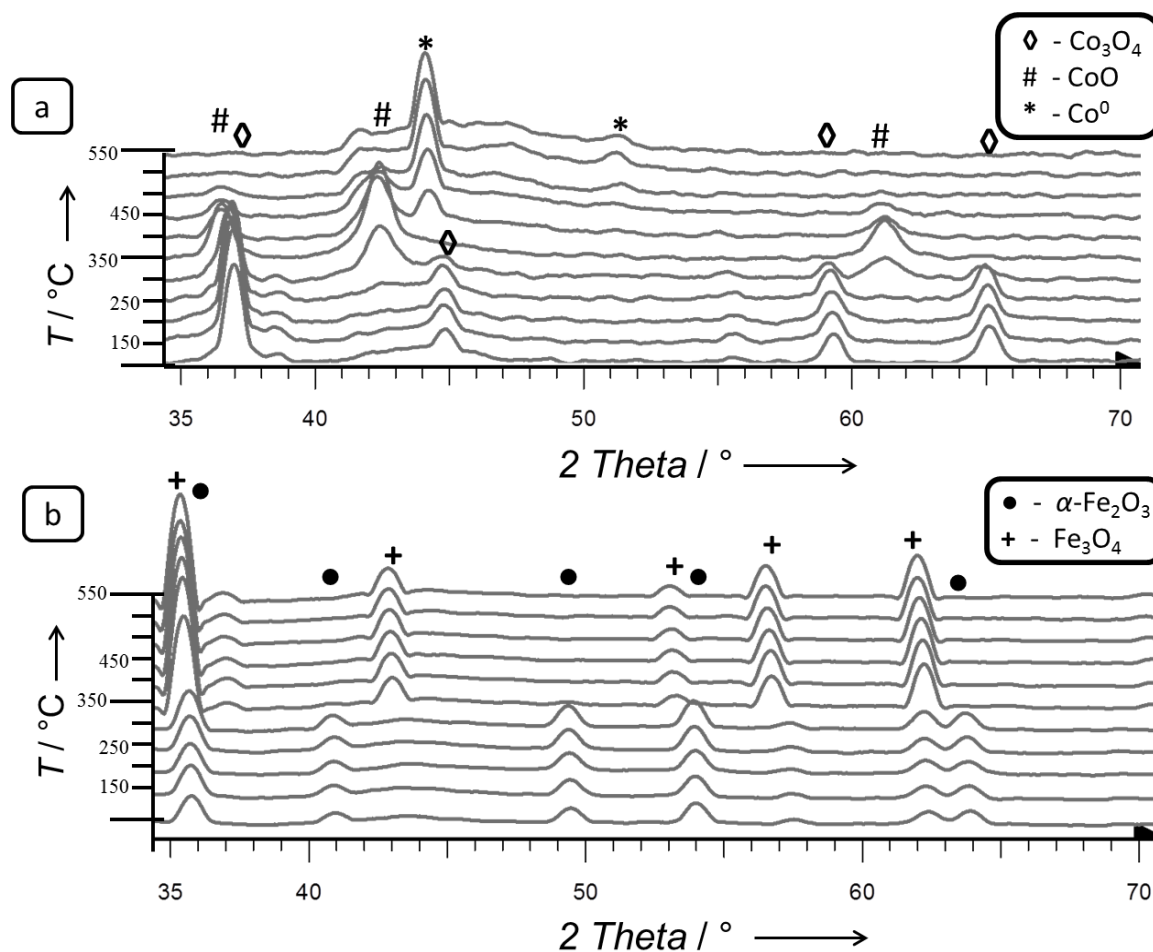 a
◊ - Co₃O₄
# - CoO
* - Co⁰
*
# ◊ # * ◊ # ◊
◊
T / °C
550
450
350
250
150
35 40 50 60 70
2 Theta / °
b
● - α-Fe₂O₃
+ - Fe₃O₄
+ ● + + + +
● ● ● ●
T / °C
550
450
350
250
150
35 40 50 60 70
2 Theta / °